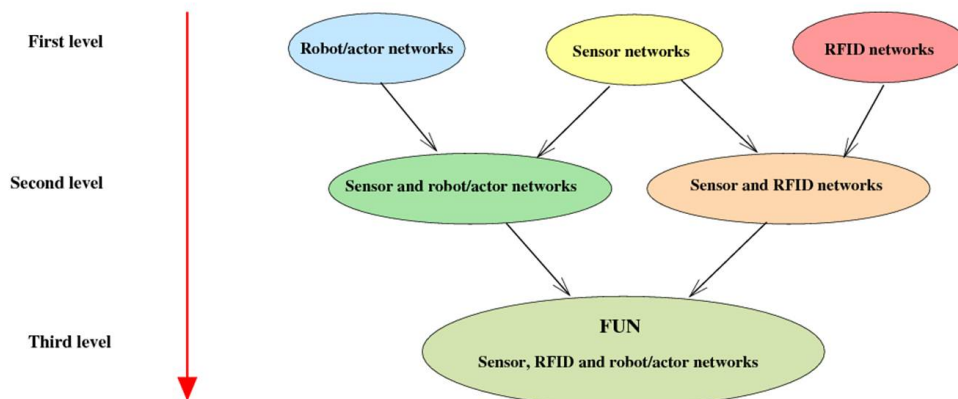 First level
Robot/actor networks
Sensor networks
RFID networks
Second level
Sensor and robot/actor networks
Sensor and RFID networks
Third level
FUN
Sensor, RFID and robot/actor networks